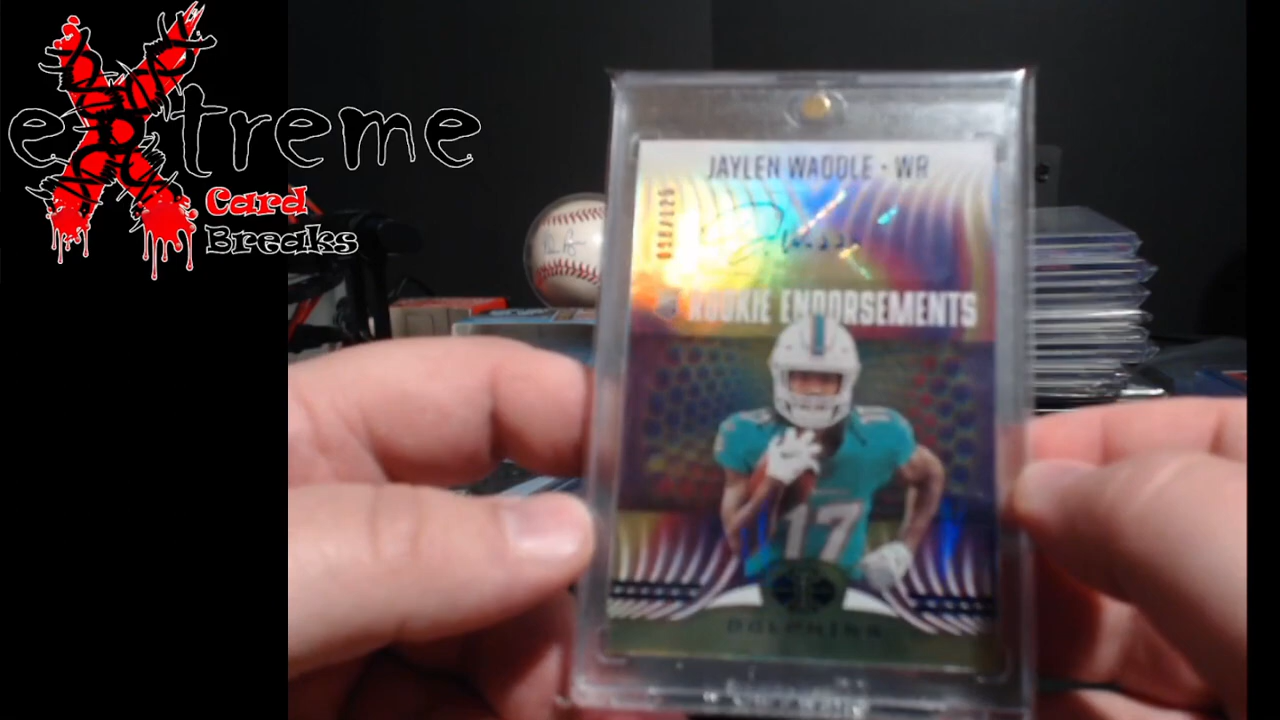 eXtreme
Card
Breaks
JAYLEN WADDLE - WR
ROOKIE ENDORSEMENTS
17
DOLPHINS